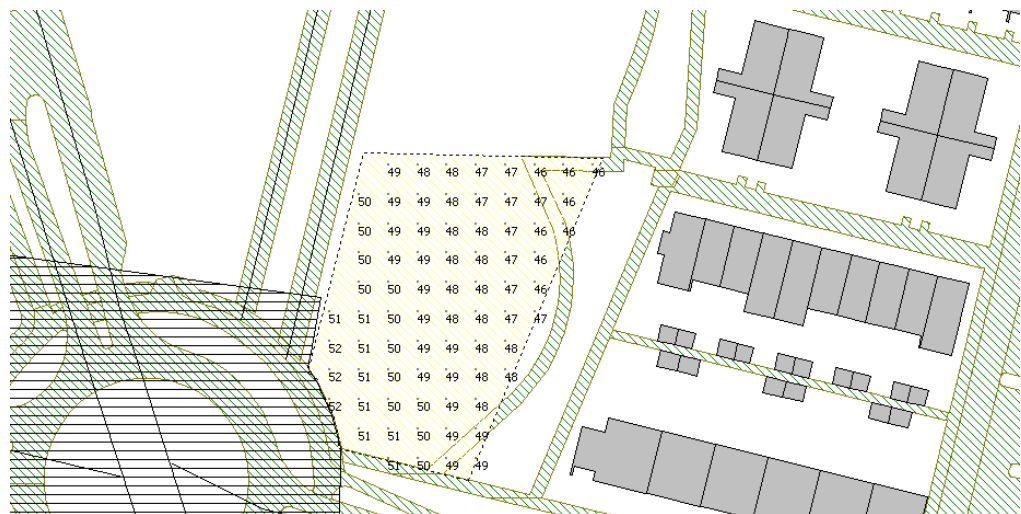 49 48 48 47 47 46 46 46
50 49 49 48 47 47 46 46
50 49 49 48 48 47 46 46
50 49 49 48 48 47 46
50 50 49 48 48 47 46
51 51 50 49 48 48 47 47
52 51 50 49 49 48 48
52 51 50 49 49 48 48
52 51 50 50 49 48
51 51 50 49 49
51 50 49 49